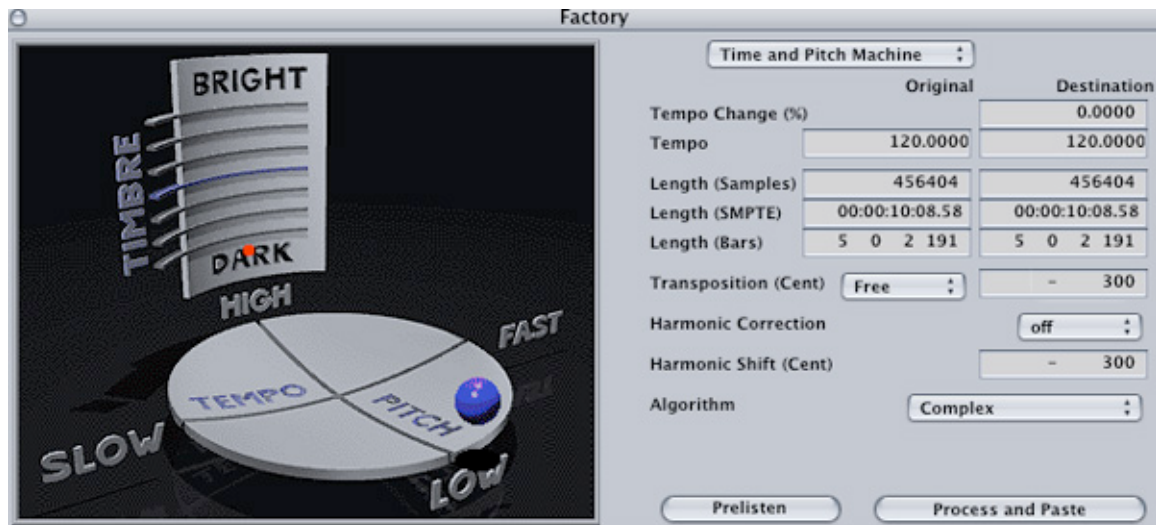 Factory
BRIGHT
TIMBRE
DARK
HIGH
FAST
TEMPO
PITCH
SLOW
LOW
Time and Pitch Machine
Original Destination
Tempo Change (%) 0.0000
Tempo 120.0000 120.0000
Length (Samples) 456404 456404
Length (SMPTE) 00:00:10:08.58 00:00:10:08.58
Length (Bars) 5 0 2 191 5 0 2 191
Transposition (Cent) Free - 300
Harmonic Correction off
Harmonic Shift (Cent) - 300
Algorithm Complex
Prelisten Process and Paste